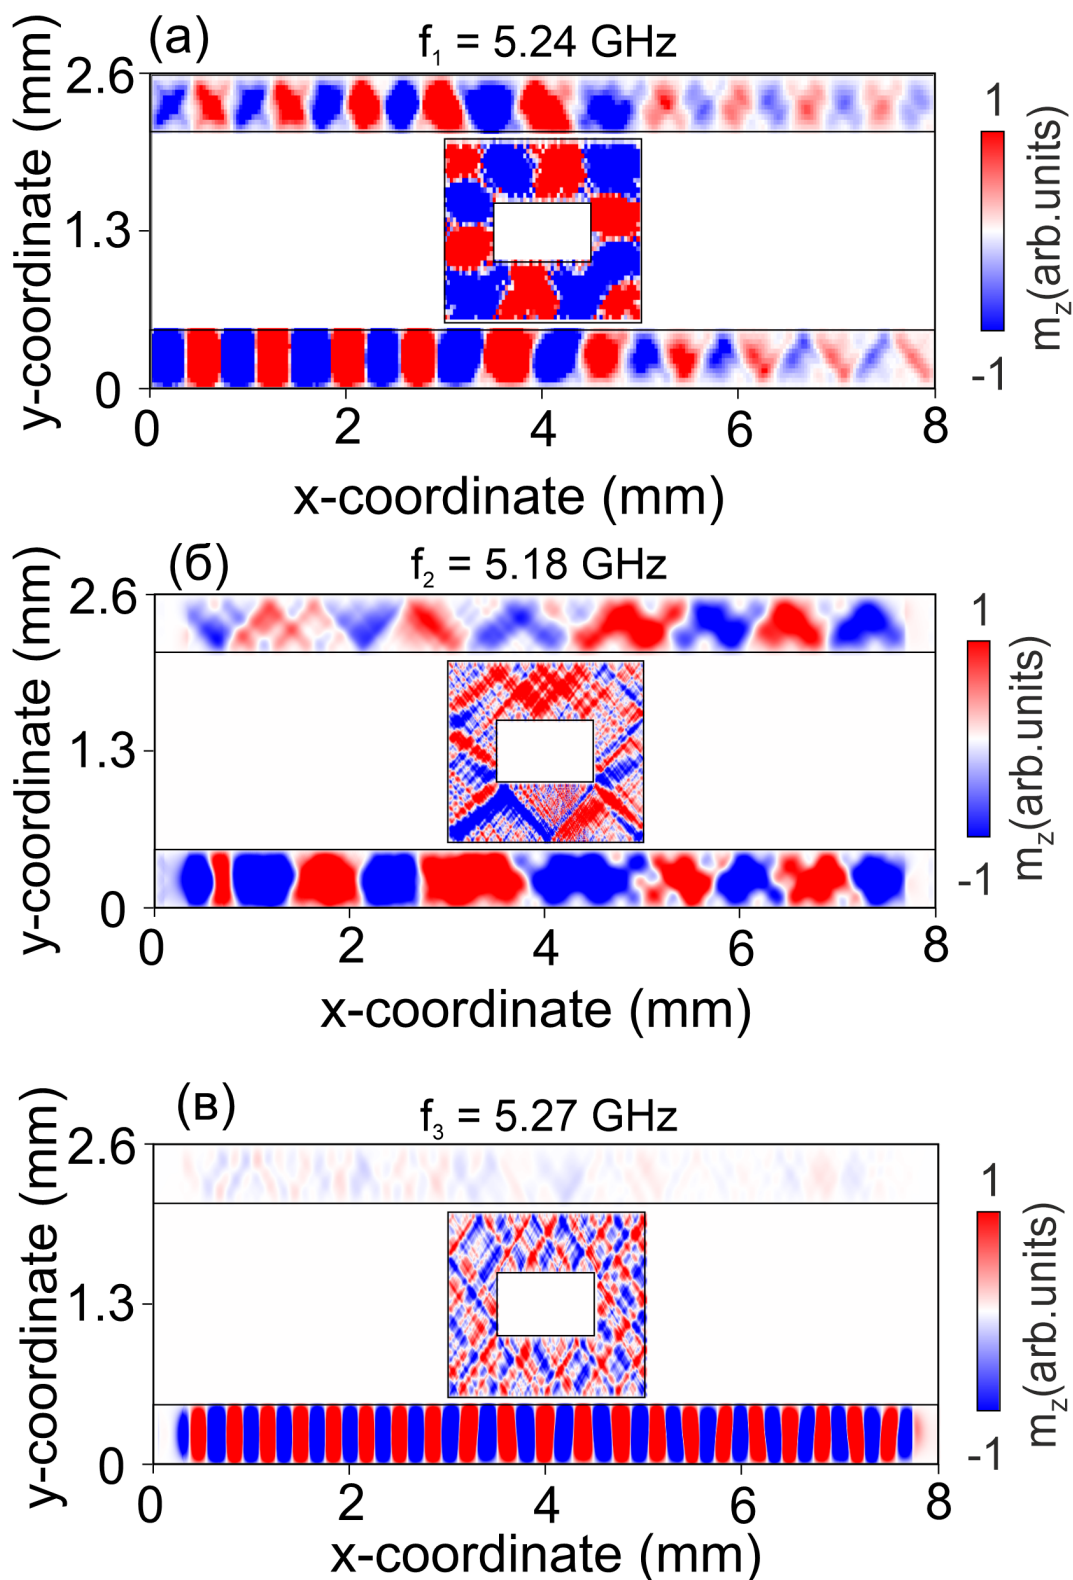 (а)
f₁ = 5.24 GHz
y-coordinate (mm)
2.6
1.3
0
0 2 4 6 8
x-coordinate (mm)
1
-1
m_z(arb.units)
(б)
f₂ = 5.18 GHz
y-coordinate (mm)
2.6
1.3
0
0 2 4 6 8
x-coordinate (mm)
1
-1
m_z(arb.units)
(в)
f₃ = 5.27 GHz
y-coordinate (mm)
2.6
1.3
0
0 2 4 6 8
x-coordinate (mm)
1
-1
m_z(arb.units)